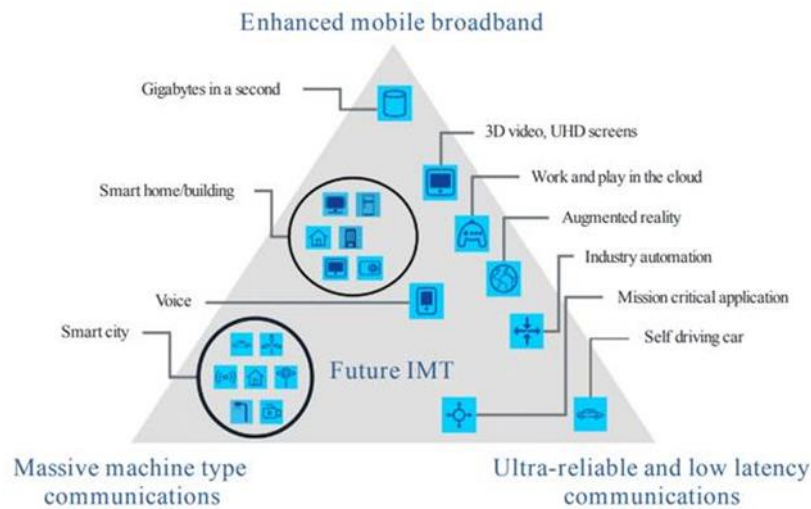 Enhanced mobile broadband
Gigabytes in a second
3D video, UHD screens
Smart home/building
Work and play in the cloud
Augmented reality
Industry automation
Voice
Mission critical application
Smart city
Self driving car
Future IMT
Massive machine type
communications
Ultra-reliable and low latency
communications